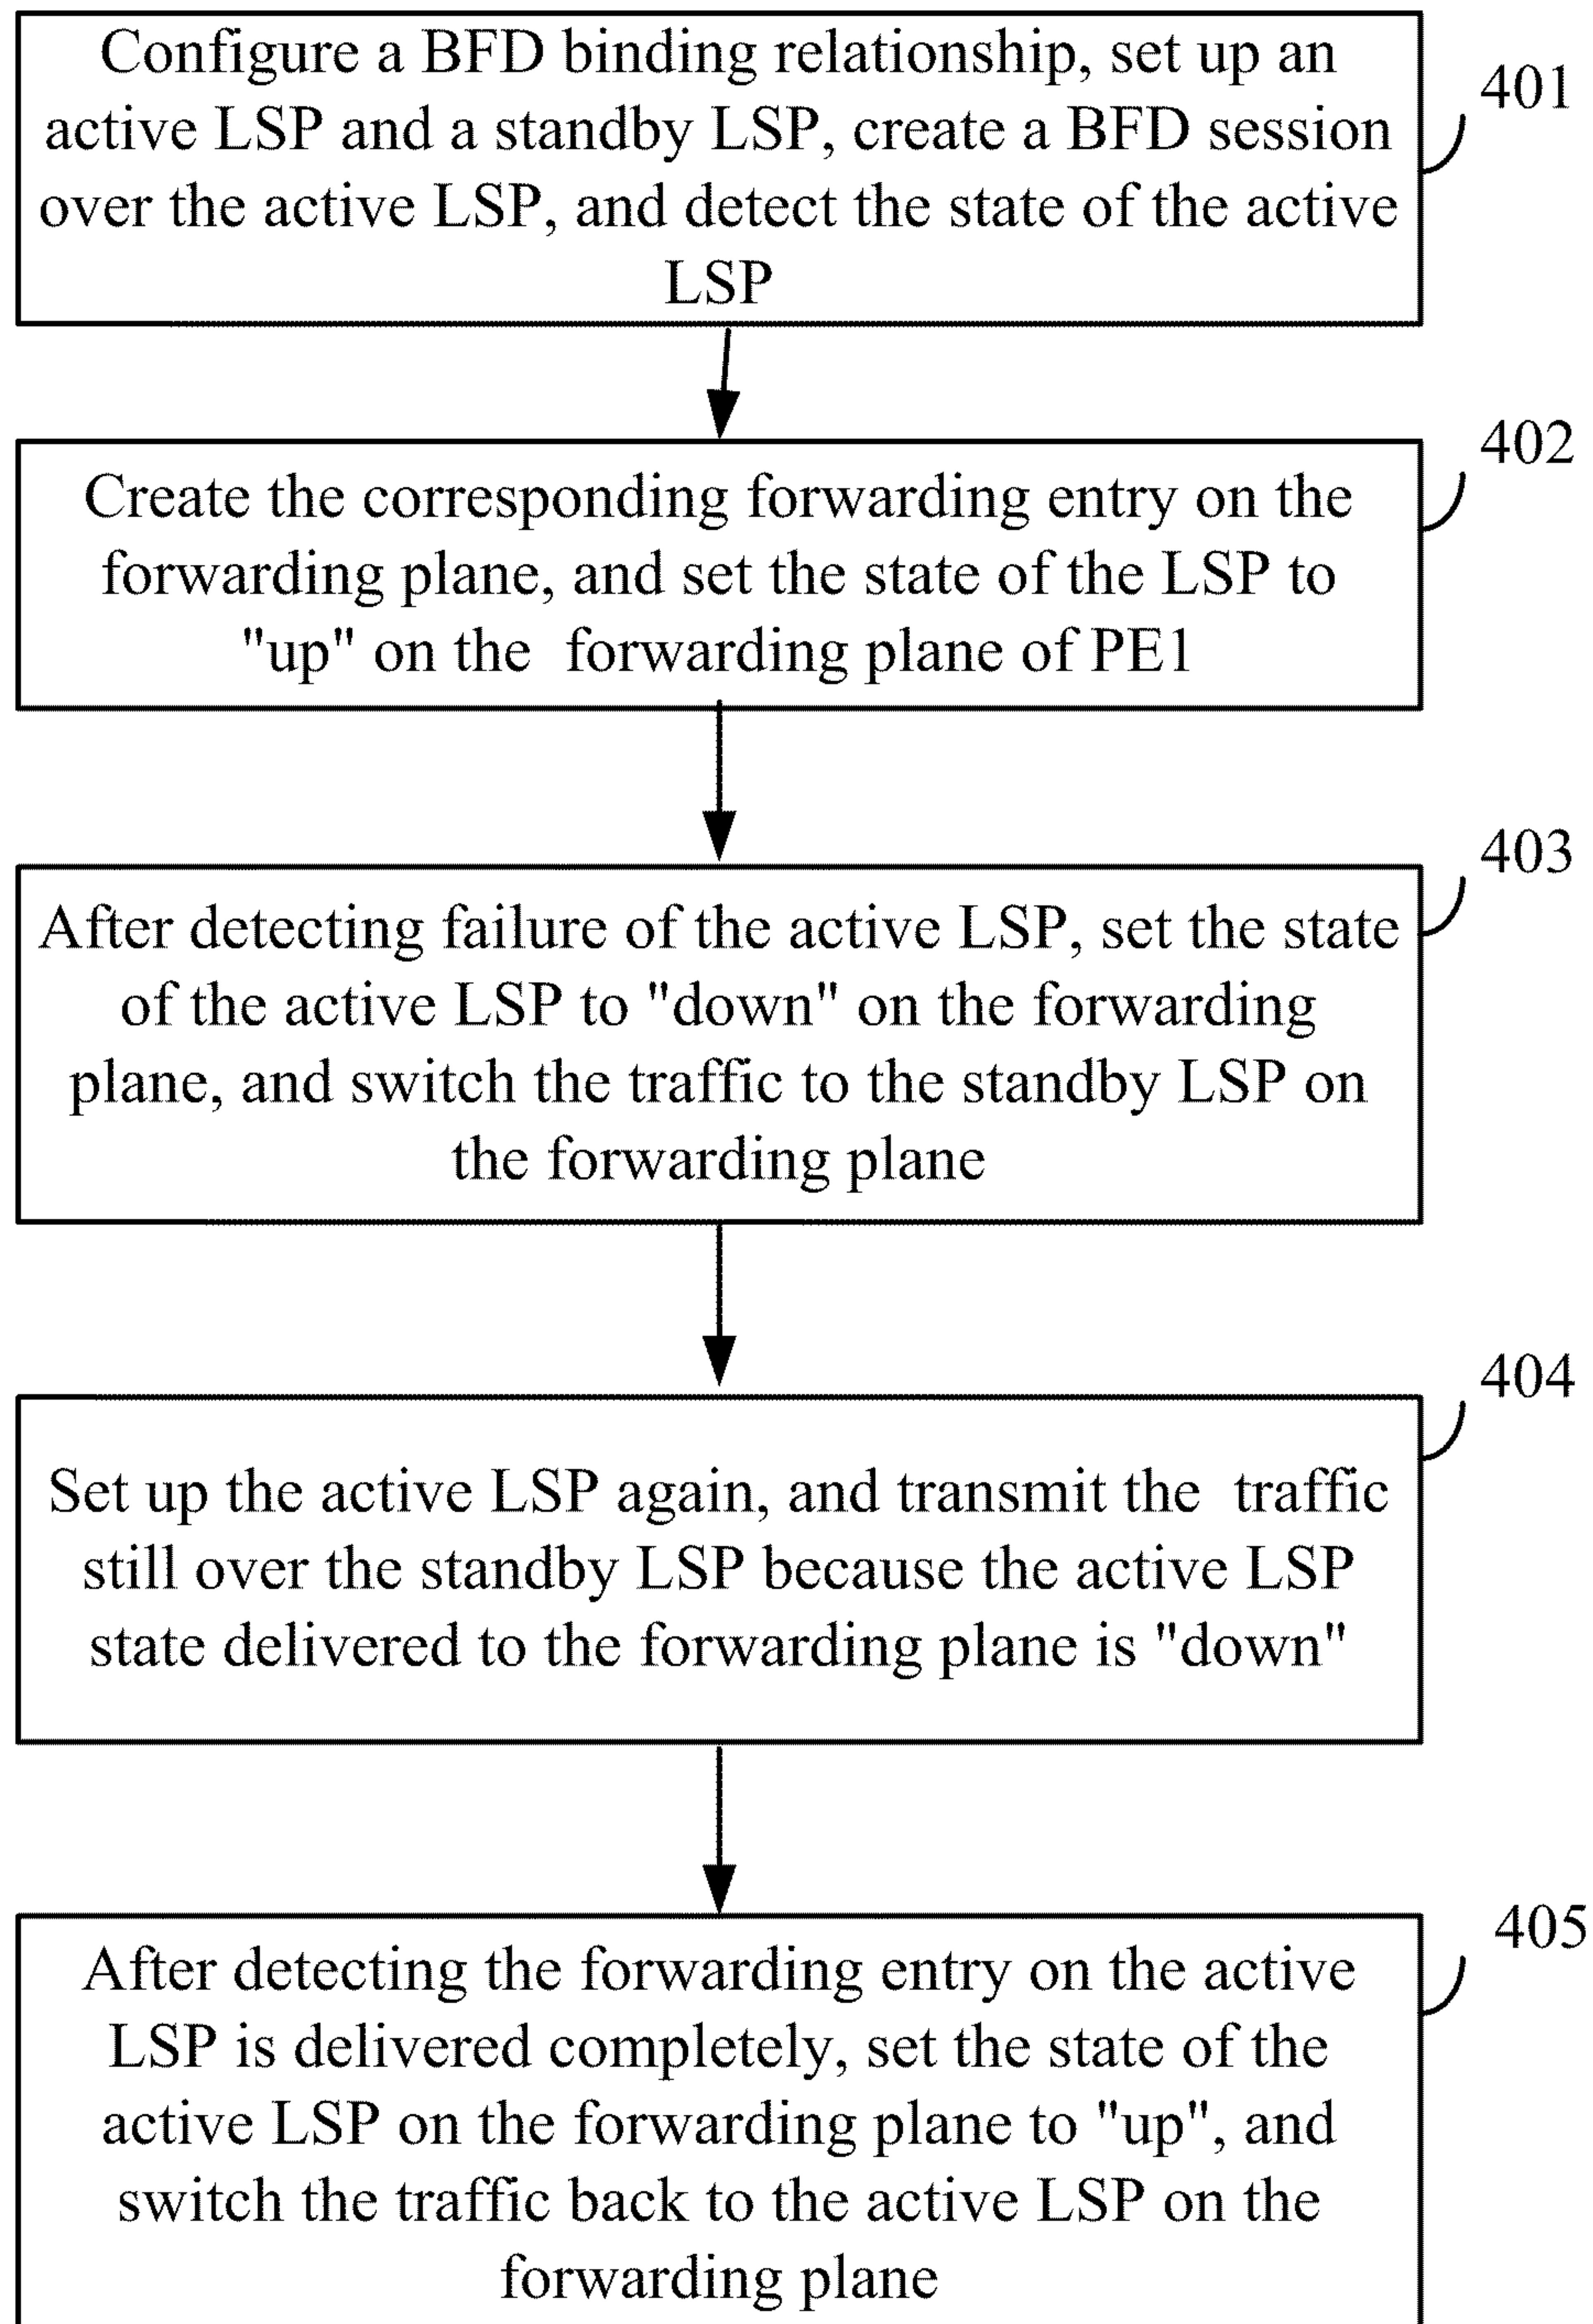 Configure a BFD binding relationship, set up an
active LSP and a standby LSP, create a BFD session
over the active LSP, and detect the state of the active
LSP
401
Create the corresponding forwarding entry on the
forwarding plane, and set the state of the LSP to
"up" on the forwarding plane of PE1
402
After detecting failure of the active LSP, set the state
of the active LSP to "down" on the forwarding
plane, and switch the traffic to the standby LSP on
the forwarding plane
403
Set up the active LSP again, and transmit the traffic
still over the standby LSP because the active LSP
state delivered to the forwarding plane is "down"
404
After detecting the forwarding entry on the active
LSP is delivered completely, set the state of the
active LSP on the forwarding plane to "up", and
switch the traffic back to the active LSP on the
forwarding plane
405